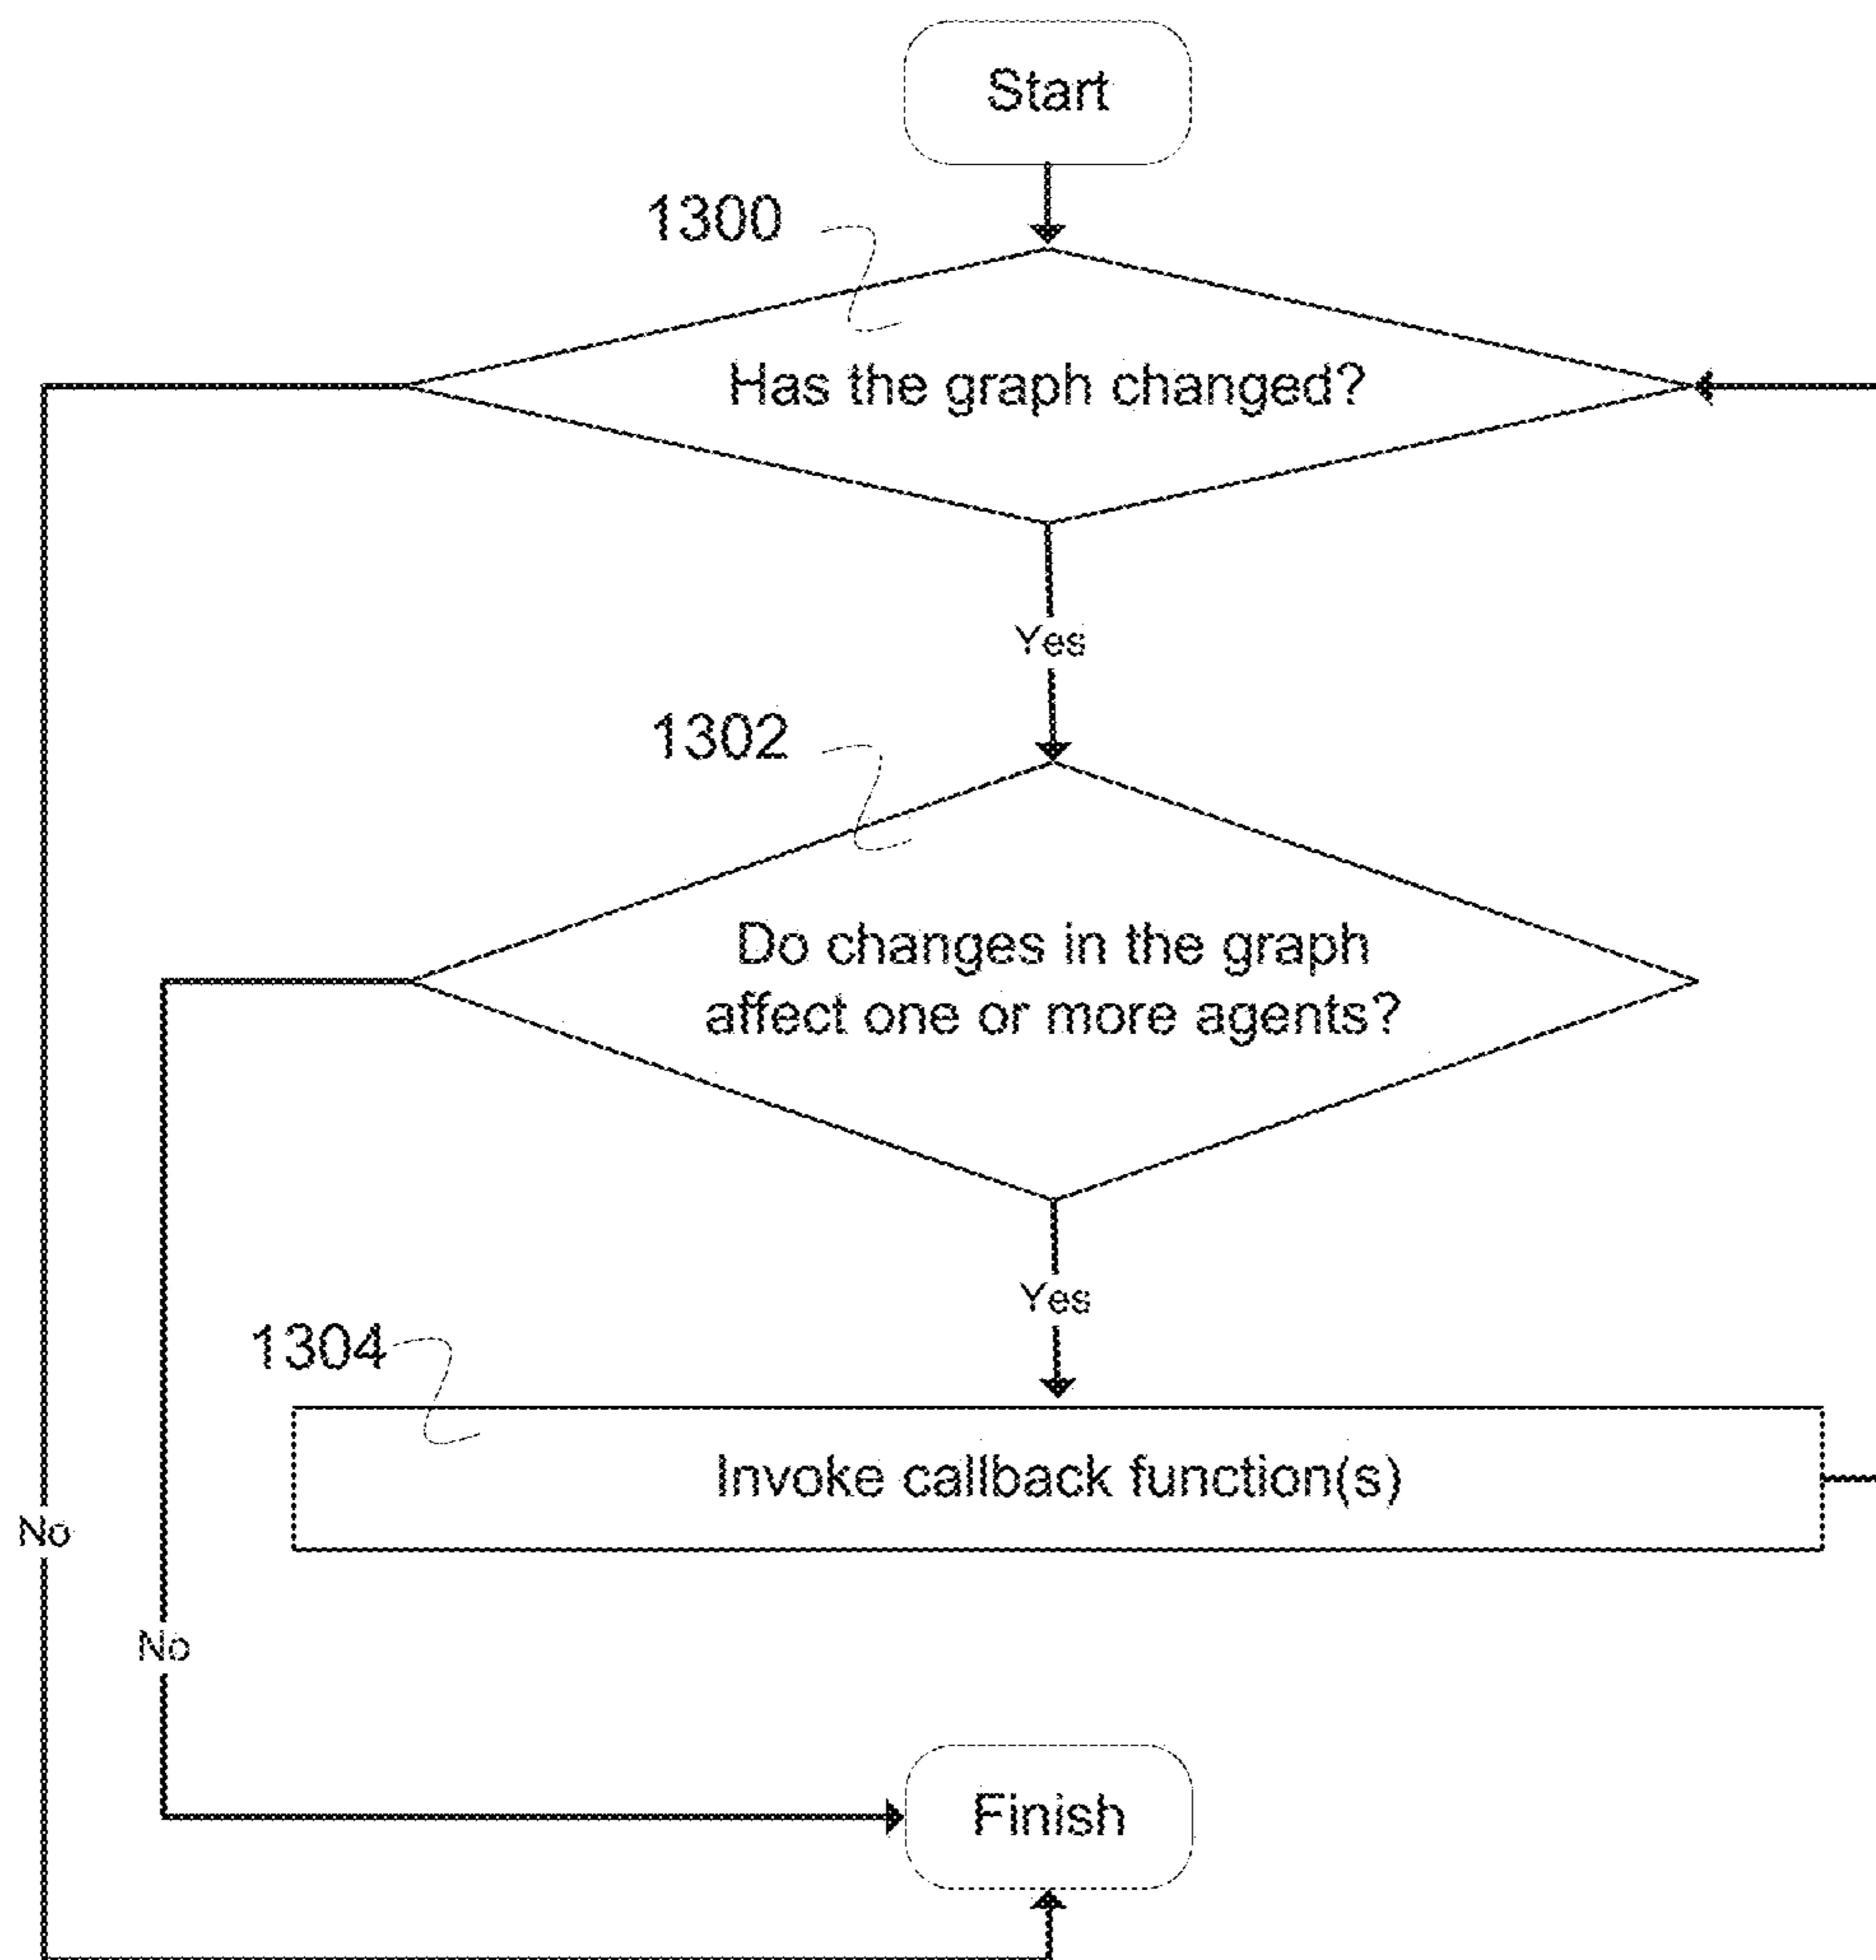 Start
1300
Has the graph changed?
Yes
1302
Do changes in the graph
affect one or more agents?
Yes
1304
Invoke callback function(s)
No
No
Finish